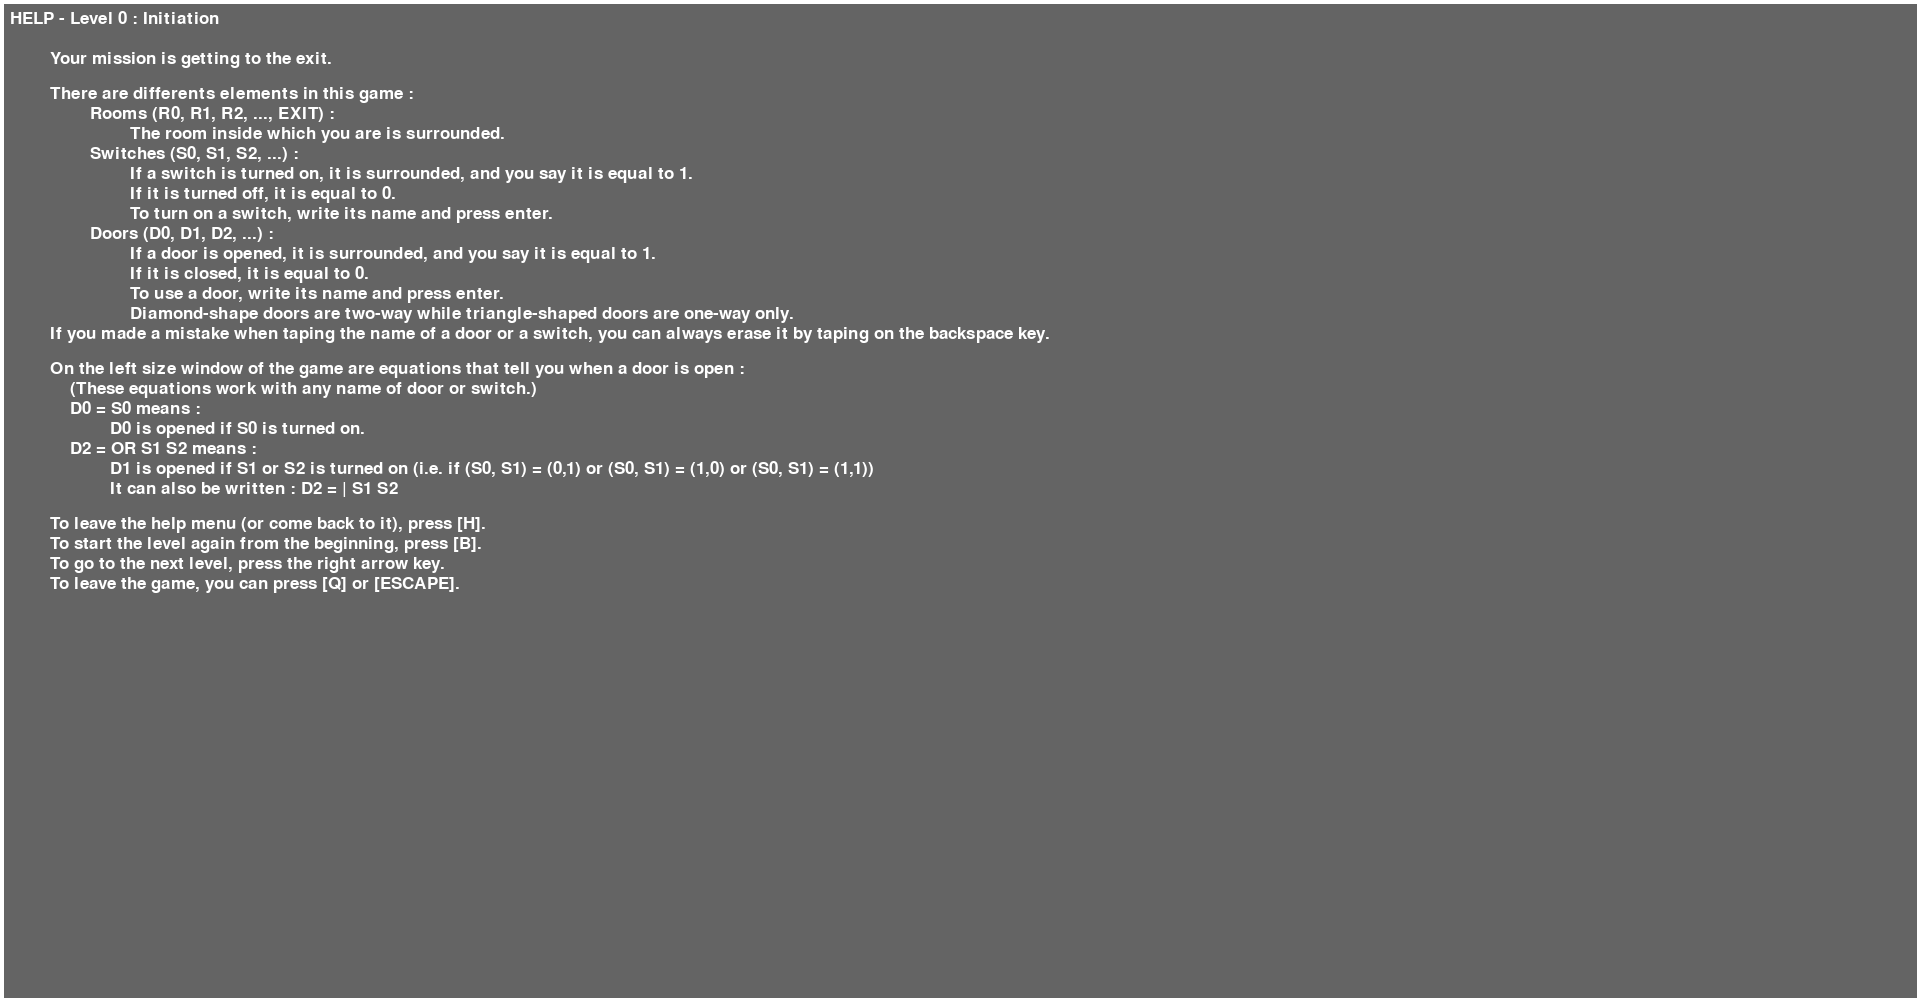 HELP - Level 0 : Initiation
Your mission is getting to the exit.
There are differents elements in this game :
Rooms (R0, R1, R2, ..., EXIT) :
The room inside which you are is surrounded.
Switches (S0, S1, S2, ...) :
If a switch is turned on, it is surrounded, and you say it is equal to 1.
If it is turned off, it is equal to 0.
To turn on a switch, write its name and press enter.
Doors (D0, D1, D2, ...) :
If a door is opened, it is surrounded, and you say it is equal to 1.
If it is closed, it is equal to 0.
To use a door, write its name and press enter.
Diamond-shape doors are two-way while triangle-shaped doors are one-way only.
If you made a mistake when taping the name of a door or a switch, you can always erase it by taping on the backspace key.
On the left size window of the game are equations that tell you when a door is open :
(These equations work with any name of door or switch.)
D0 = S0 means :
D0 is opened if S0 is turned on.
D2 = OR S1 S2 means :
D1 is opened if S1 or S2 is turned on (i.e. if (S0, S1) = (0,1) or (S0, S1) = (1,0) or (S0, S1) = (1,1))
It can also be written : D2 = | S1 S2
To leave the help menu (or come back to it), press [H].
To start the level again from the beginning, press [B].
To go to the next level, press the right arrow key.
To leave the game, you can press [Q] or [ESCAPE].